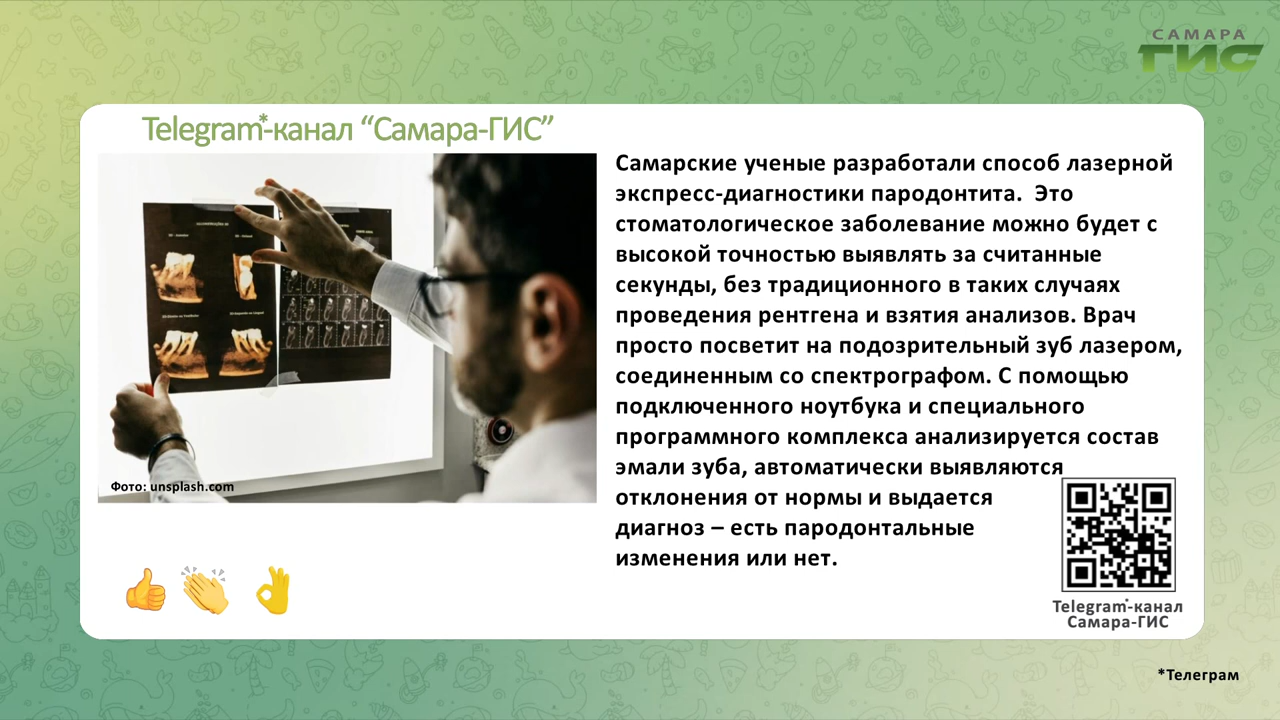 САМАРА
ГИС
Telegram*-канал “Самара-ГИС”
Самарские ученые разработали способ лазерной
экспресс-диагностики пародонтита.  Это
стоматологическое заболевание можно будет с
высокой точностью выявлять за считанные
секунды, без традиционного в таких случаях
проведения рентгена и взятия анализов. Врач
просто посветит на подозрительный зуб лазером,
соединенным со спектрографом. С помощью
подключенного ноутбука и специального
программного комплекса анализируется состав
эмали зуба, автоматически выявляются
отклонения от нормы и выдается
диагноз – есть пародонтальные
изменения или нет.
Фото: unsplash.com
Telegram*-канал
Самара-ГИС
*Телеграм